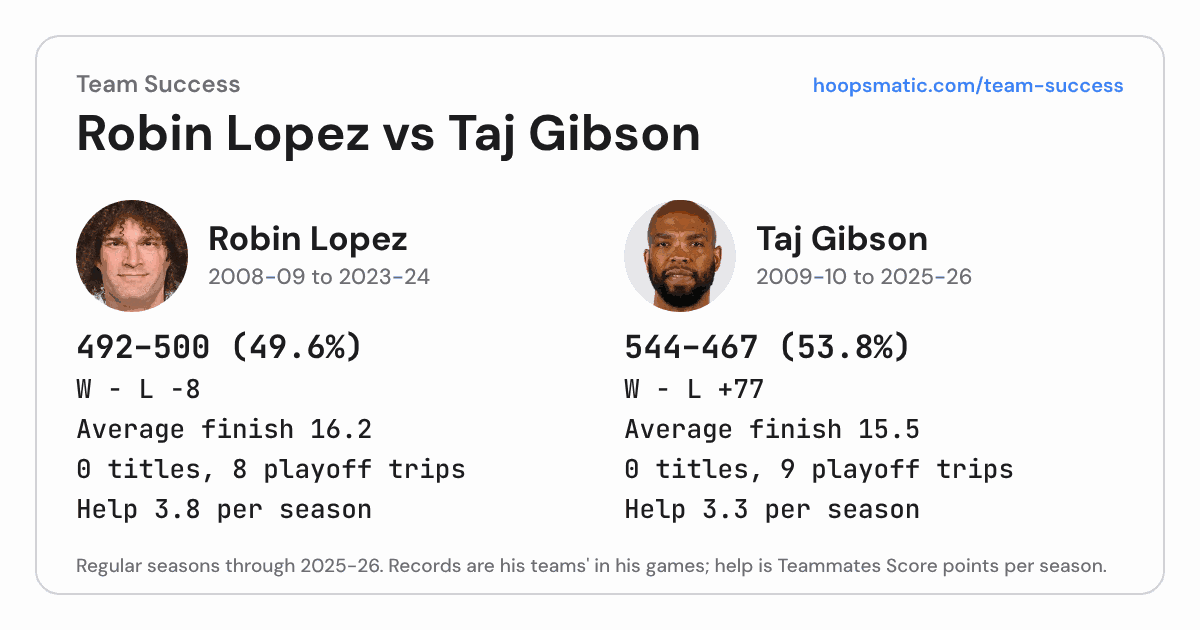 Team Success
hoopsmatic.com/team-success
Robin Lopez vs Taj Gibson
Robin Lopez
2008-09 to 2023-24
492-500 (49.6%)
W - L -8
Average finish 16.2
0 titles, 8 playoff trips
Help 3.8 per season
Taj Gibson
2009-10 to 2025-26
544-467 (53.8%)
W - L +77
Average finish 15.5
0 titles, 9 playoff trips
Help 3.3 per season
Regular seasons through 2025-26. Records are his teams' in his games; help is Teammates Score points per season.